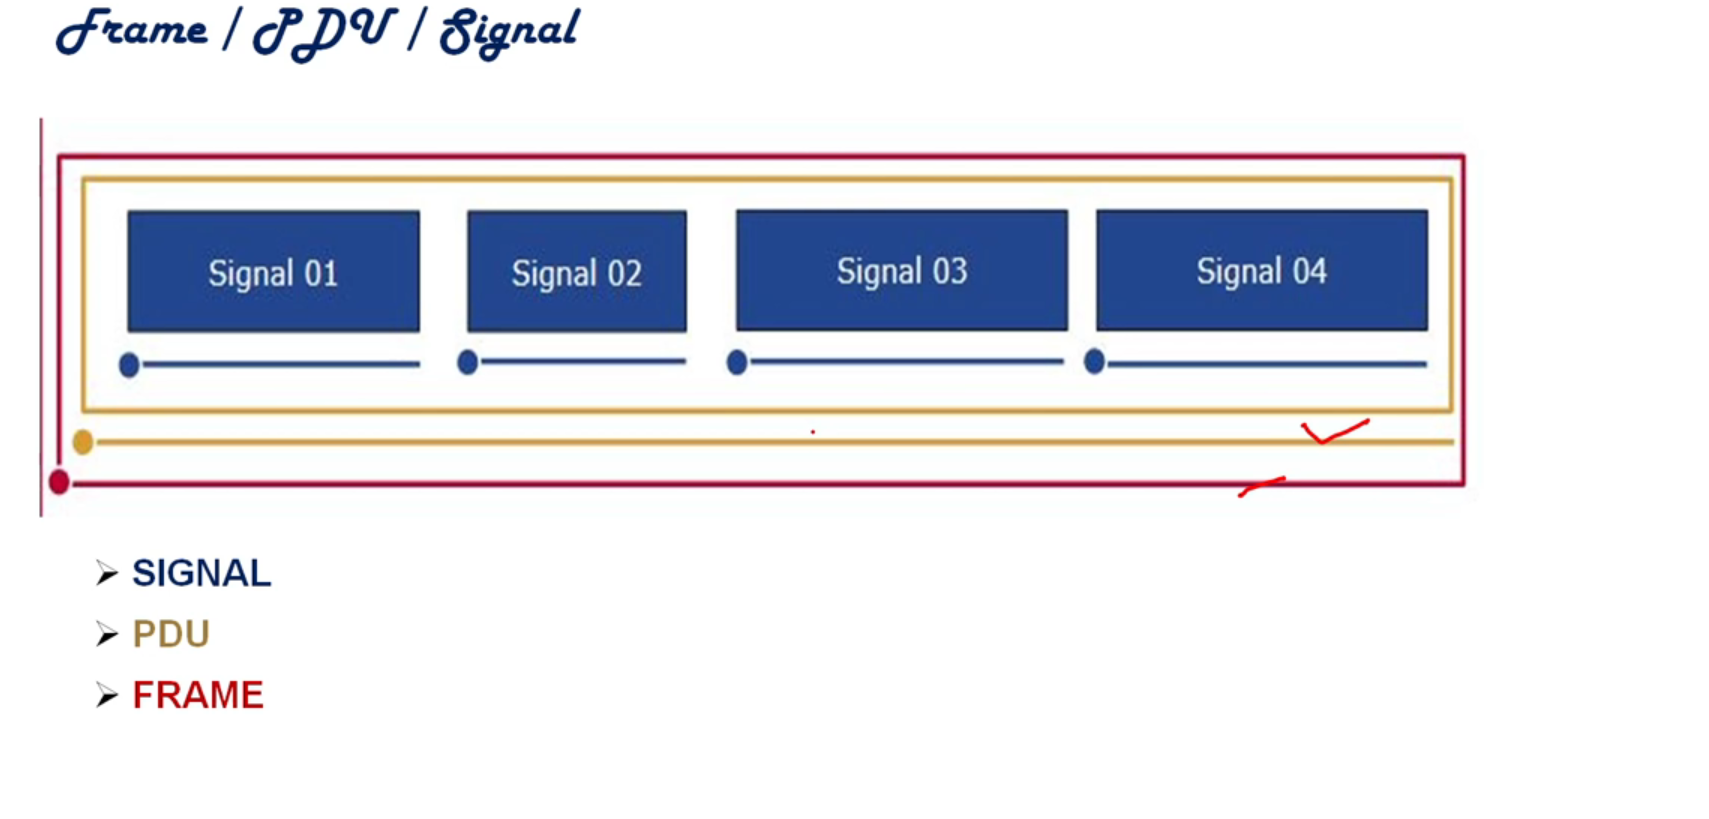 Frame / PDU / Signal
Signal 01 Signal 02 Signal 03 Signal 04
SIGNAL
PDU
FRAME